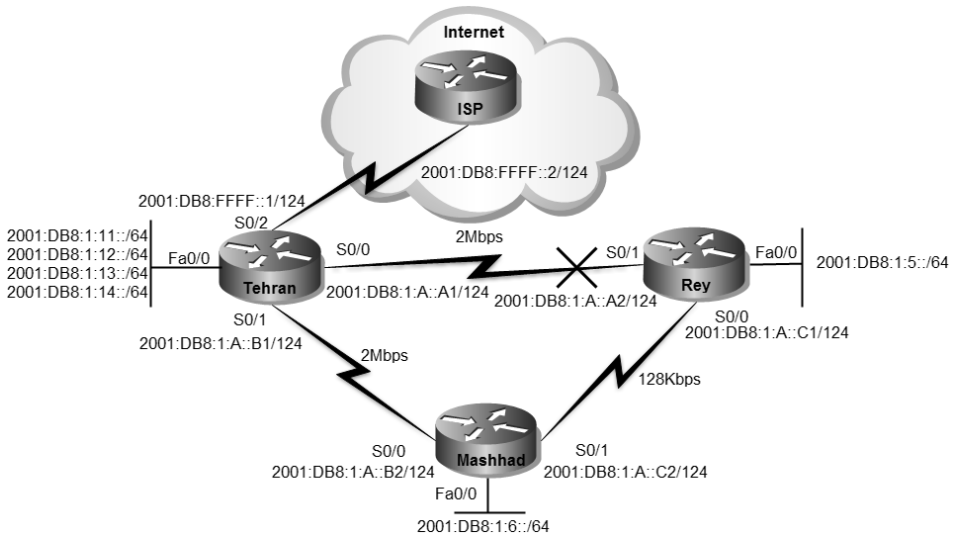 Internet
ISP
2001:DB8:FFFF::2/124
2001:DB8:FFFF::1/124
S0/2
2001:DB8:1:11::/64
2001:DB8:1:12::/64
2001:DB8:1:13::/64
2001:DB8:1:14::/64
Fa0/0
Tehran
S0/0
2Mbps
S0/1
Rey
Fa0/0
2001:DB8:1:5::/64
2001:DB8:1:A::A1/124
2001:DB8:1:A::A2/124
S0/1
2001:DB8:1:A::B1/124
S0/0
2001:DB8:1:A::C1/124
2Mbps
128Kbps
Mashhad
S0/0
2001:DB8:1:A::B2/124
S0/1
2001:DB8:1:A::C2/124
Fa0/0
2001:DB8:1:6::/64